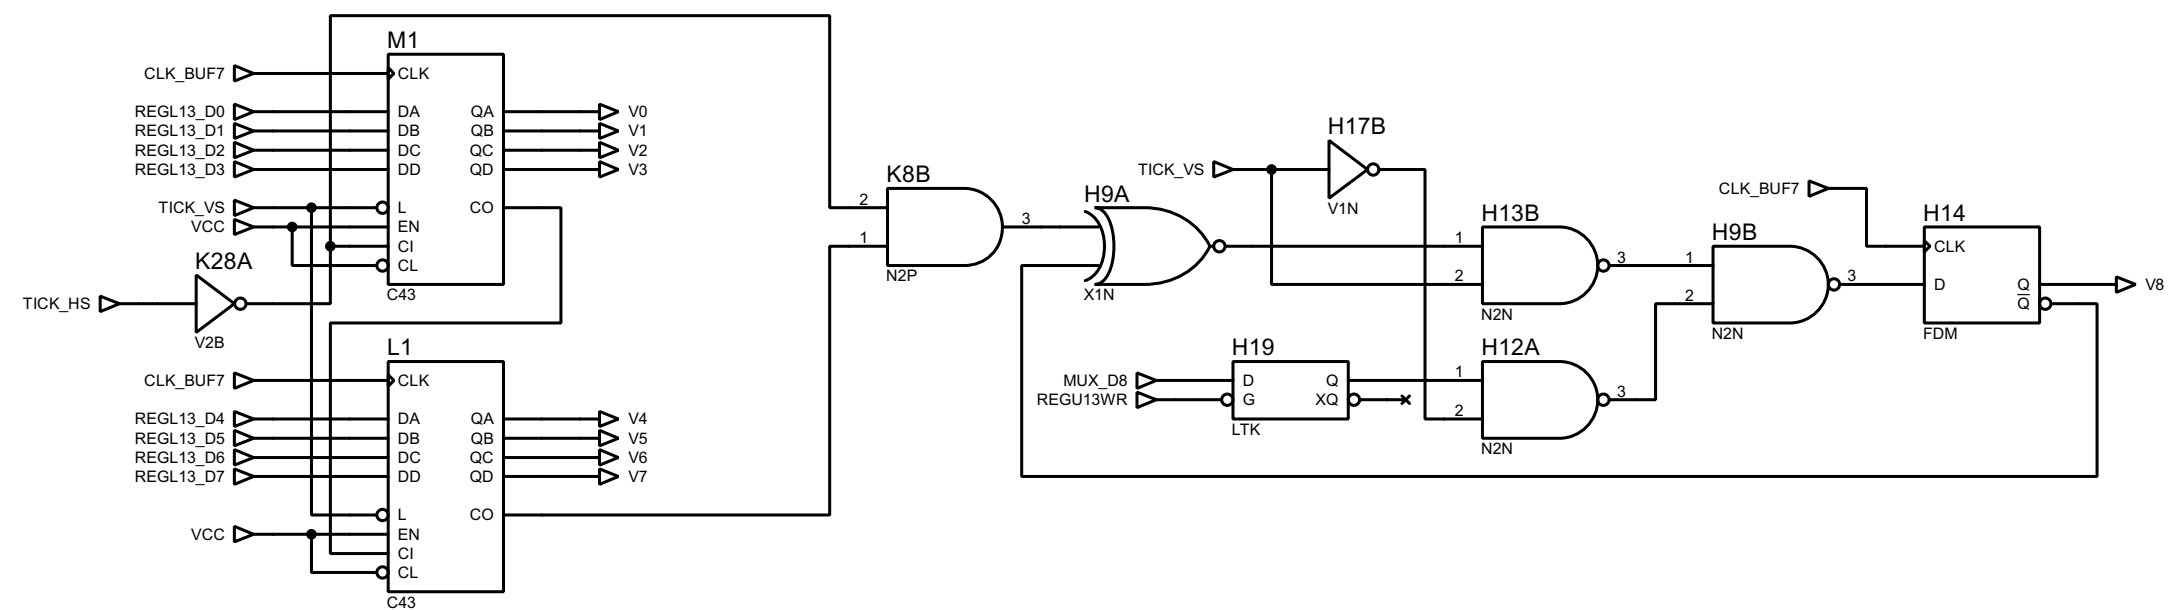 M1
CLK_BUF7 CLK
REGL13_D0 DA QA V0
REGL13_D1 DB QB V1
REGL13_D2 DC QC V2
REGL13_D3 DD QD V3
TICK_VS L CO
VCC EN
CI
CL
C43
K28A
TICK_HS
V2B
L1
CLK_BUF7 CLK
REGL13_D4 DA QA V4
REGL13_D5 DB QB V5
REGL13_D6 DC QC V6
REGL13_D7 DD QD V7
L CO
VCC EN
CI
CL
C43
K8B
2
1
3
N2P
H9A
X1N
TICK_VS
H17B
V1N
H13B
1
2
3
N2N
H19
MUX_D8 D Q
REGU13WR G XQ
LTK
H12A
1
2
3
N2N
H9B
1
2
3
N2N
CLK_BUF7
H14
CLK
D Q V8
Q
FDM